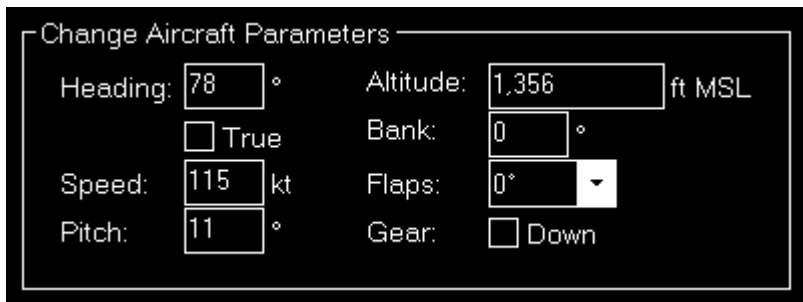 Change Aircraft Parameters
Heading: 78 ° Altitude: 1,356 ft MSL
True Bank: 0 °
Speed: 115 kt Flaps: 0°
Pitch: 11 ° Gear: Down